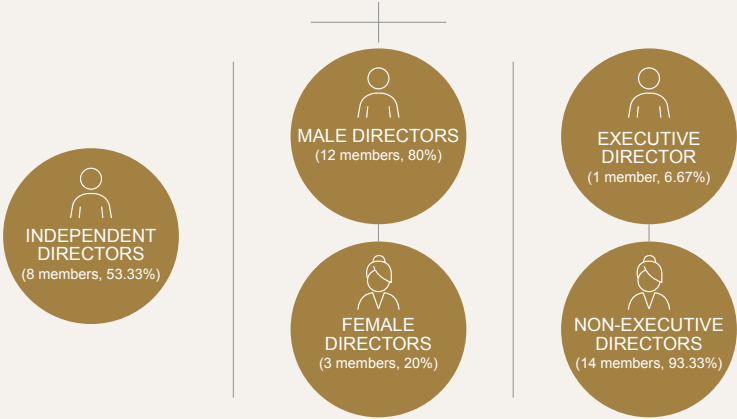 INDEPENDENT
DIRECTORS
(8 members, 53.33%)
MALE DIRECTORS
(12 members, 80%)
FEMALE
DIRECTORS
(3 members, 20%)
EXECUTIVE
DIRECTOR
(1 member, 6.67%)
NON-EXECUTIVE
DIRECTORS
(14 members, 93.33%)